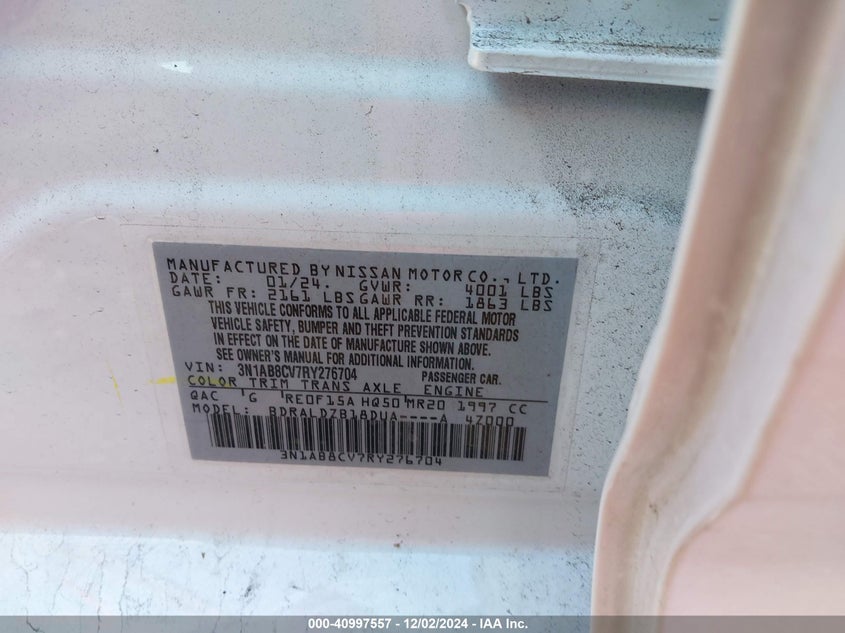 MANUFACTURED BY NISSAN MOTOR CO., LTD.
DATE: 01/24. GVWR: 4001 LBS
GAWR FR: 2161 LBS GAWR RR: 1863 LBS
THIS VEHICLE CONFORMS TO ALL APPLICABLE FEDERAL MOTOR
VEHICLE SAFETY, BUMPER AND THEFT PREVENTION STANDARDS
IN EFFECT ON THE DATE OF MANUFACTURE SHOWN ABOVE.
SEE OWNER'S MANUAL FOR ADDITIONAL INFORMATION.
VIN: 3N1AB8CV7RY276704 PASSENGER CAR.
COLOR TRIM TRANS AXLE ENGINE
QAC G RE0F15A HQ50 MR20 1997 CC
MODEL: BDRALDZB18DUA----A 4Z000
3N1AB8CV7RY276704
000-40997557 - 12/02/2024 - IAA Inc.